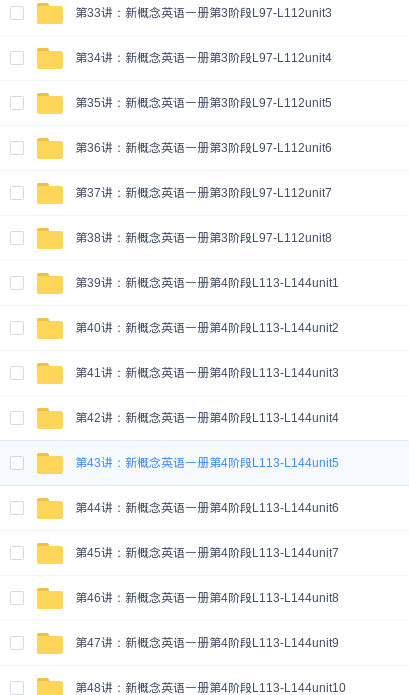 第33讲：新概念英语一册第3阶段L97-L112unit3
第34讲：新概念英语一册第3阶段L97-L112unit4
第35讲：新概念英语一册第3阶段L97-L112unit5
第36讲：新概念英语一册第3阶段L97-L112unit6
第37讲：新概念英语一册第3阶段L97-L112unit7
第38讲：新概念英语一册第3阶段L97-L112unit8
第39讲：新概念英语一册第4阶段L113-L144unit1
第40讲：新概念英语一册第4阶段L113-L144unit2
第41讲：新概念英语一册第4阶段L113-L144unit3
第42讲：新概念英语一册第4阶段L113-L144unit4
第43讲：新概念英语一册第4阶段L113-L144unit5
第44讲：新概念英语一册第4阶段L113-L144unit6
第45讲：新概念英语一册第4阶段L113-L144unit7
第46讲：新概念英语一册第4阶段L113-L144unit8
第47讲：新概念英语一册第4阶段L113-L144unit9
第48讲：新概念英语一册第4阶段L113-L144unit10